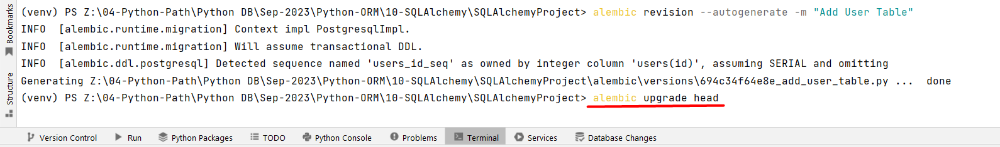 (venv) PS Z:\04-Python-Path\Python DB\Sep-2023\Python-ORM\10-SQLAlchemy\SQLAlchemyProject> alembic revision --autogenerate -m "Add User Table"
INFO  [alembic.runtime.migration] Context impl PostgresqlImpl.
INFO  [alembic.runtime.migration] Will assume transactional DDL.
INFO  [alembic.ddl.postgresql] Detected sequence named 'users_id_seq' as owned by integer column 'users(id)', assuming SERIAL and omitting
Generating Z:\04-Python-Path\Python DB\Sep-2023\Python-ORM\10-SQLAlchemy\SQLAlchemyProject\alembic\versions\694c34f64e8e_add_user_table.py ...  done
(venv) PS Z:\04-Python-Path\Python DB\Sep-2023\Python-ORM\10-SQLAlchemy\SQLAlchemyProject> alembic upgrade head
Bookmarks
Structure
Version Control Run Python Packages TODO Python Console Problems Terminal Services Database Changes